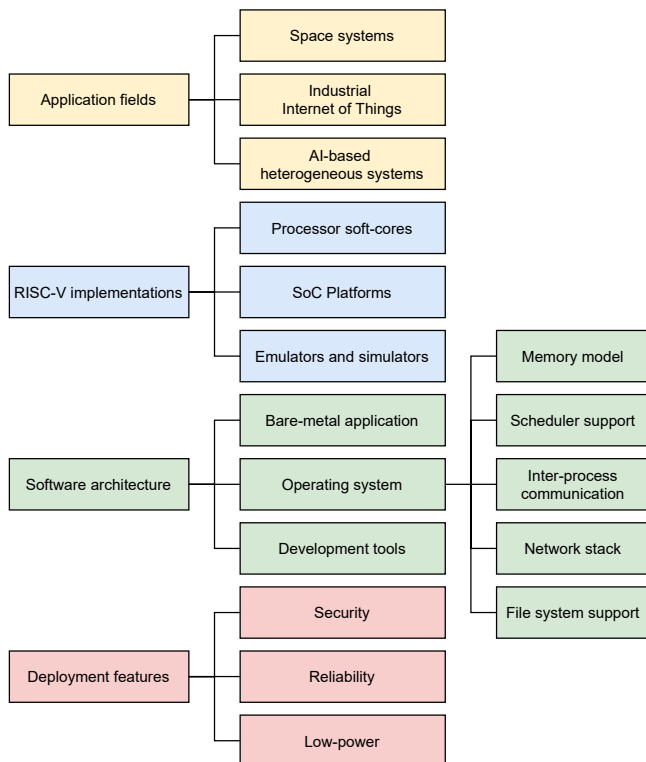 Application fields
Space systems
Industrial
Internet of Things
AI-based
heterogeneous systems
RISC-V implementations
Processor soft-cores
SoC Platforms
Emulators and simulators
Software architecture
Bare-metal application
Operating system
Development tools
Memory model
Scheduler support
Inter-process
communication
Network stack
File system support
Deployment features
Security
Reliability
Low-power